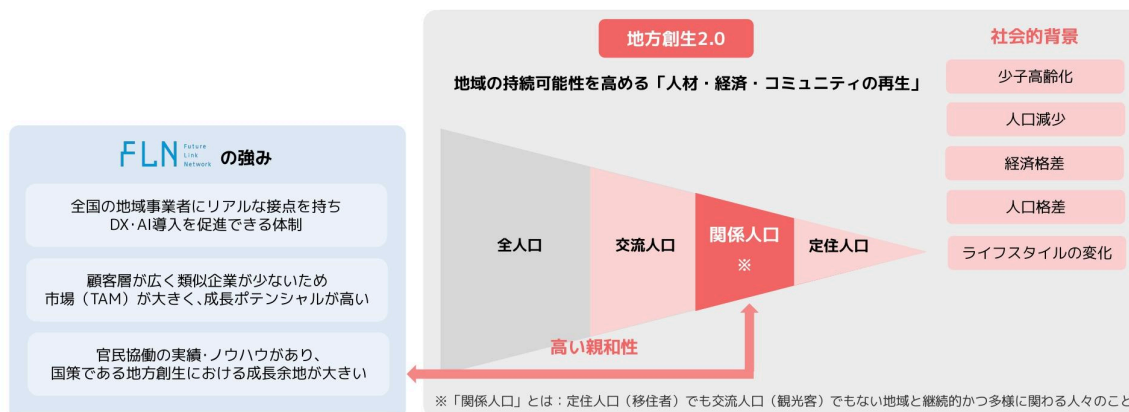 FLN Future Link Network の強み
全国の地域事業者にリアルな接点を持ち
DX・AI導入を促進できる体制
顧客層が広く類似企業が少ないため
市場（TAM）が大きく、成長ポテンシャルが高い
官民協働の実績・ノウハウがあり、
国策である地方創生における成長余地が大きい
地方創生2.0
地域の持続可能性を高める「人材・経済・コミュニティの再生」
全人口
交流人口
関係人口
※
定住人口
高い親和性
社会的背景
少子高齢化
人口減少
経済格差
人口格差
ライフスタイルの変化
※「関係人口」とは：定住人口（移住者）でも交流人口（観光客）でもない地域と継続的かつ多様に関わる人々のこと